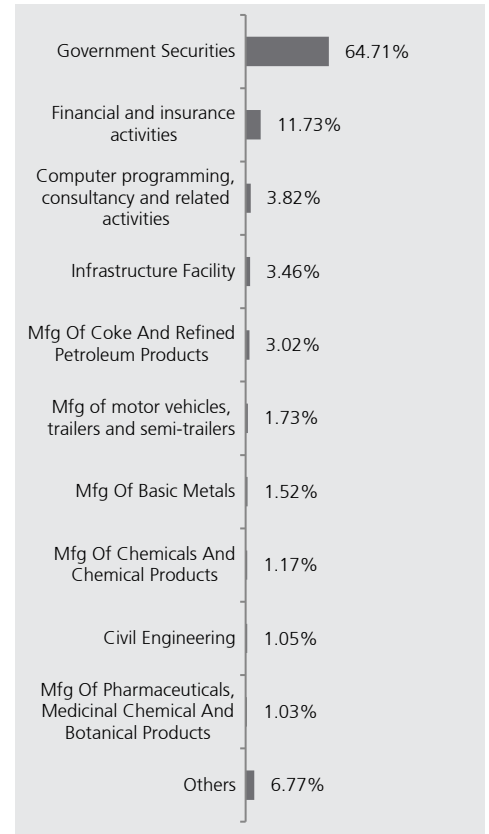 Government Securities 64.71%
Financial and insurance
activities 11.73%
Computer programming,
consultancy and related
activities 3.82%
Infrastructure Facility 3.46%
Mfg Of Coke And Refined
Petroleum Products 3.02%
Mfg of motor vehicles,
trailers and semi-trailers 1.73%
Mfg Of Basic Metals 1.52%
Mfg Of Chemicals And
Chemical Products 1.17%
Civil Engineering 1.05%
Mfg Of Pharmaceuticals,
Medicinal Chemical And
Botanical Products 1.03%
Others 6.77%